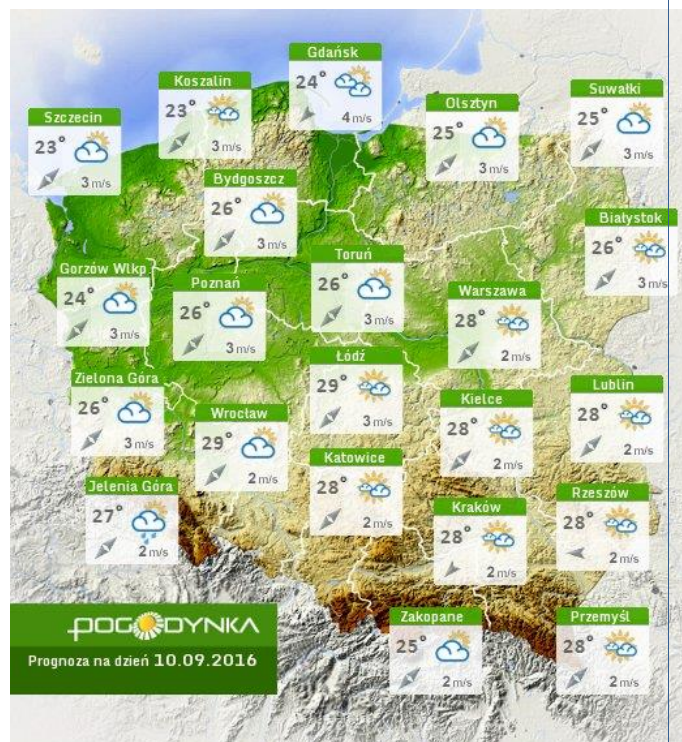 Gdańsk
24°
4 m/s
Koszalin
23°
3 m/s
Suwałki
25°
3 m/s
Olsztyn
25°
3 m/s
Szczecin
23°
3 m/s
Bydgoszcz
26°
3 m/s
Białystok
26°
3 m/s
Toruń
26°
3 m/s
Gorzów Wlkp
24°
3 m/s
Poznań
26°
3 m/s
Warszawa
28°
2 m/s
Łódź
29°
3 m/s
Zielona Góra
26°
3 m/s
Lublin
28°
2 m/s
Kielce
28°
2 m/s
Wrocław
29°
2 m/s
Katowice
28°
2 m/s
Jelenia Góra
27°
2 m/s
Rzeszów
28°
2 m/s
Kraków
28°
2 m/s
Zakopane
25°
2 m/s
Przemyśl
28°
2 m/s
POGODYNKA
Prognoza na dzień 10.09.2016